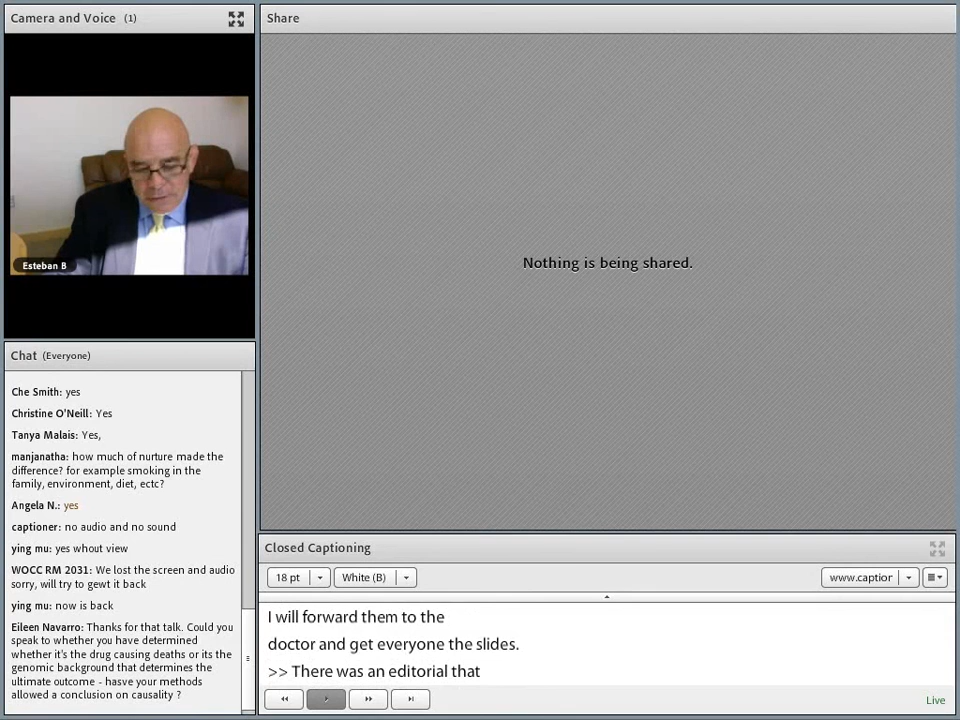 Camera and Voice (1)
Share
Esteban B
Nothing is being shared.
Chat (Everyone)
Che Smith: yes
Christine O'Neill: Yes
Tanya Malais: Yes,
manjanatha: how much of nurture made the
difference? for example smoking in the
family, environment, diet, ectc?
Angela N.: yes
captioner: no audio and no sound
ying mu: yes whout view
WOCC RM 2031: We lost the screen and audio
sorry, will try to gewt it back
ying mu: now is back
Eileen Navarro: Thanks for that talk. Could you
speak to whether you have determined
whether it's the drug causing deaths or its the
genomic background that determines the
ultimate outcome - hasve your methods
allowed a conclusion on causality ?
Closed Captioning
18 pt
White (B)
www.captior
I will forward them to the
doctor and get everyone the slides.
>> There was an editorial that
Live